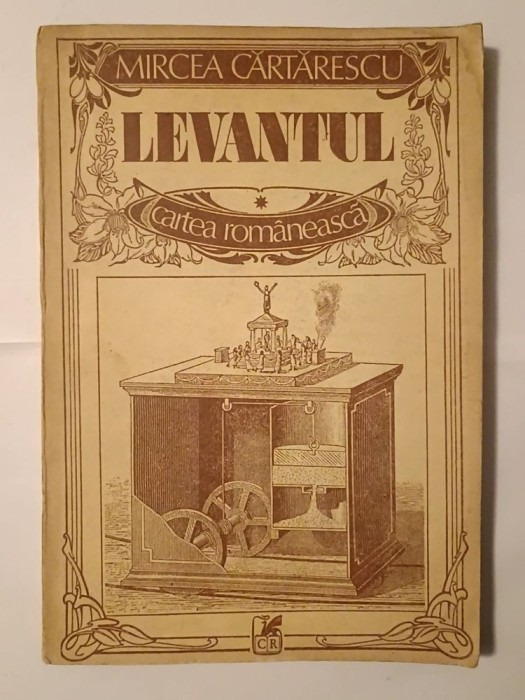 MIRCEA CĂRTĂRESCU
LEVANTUL
cartea românească
CR